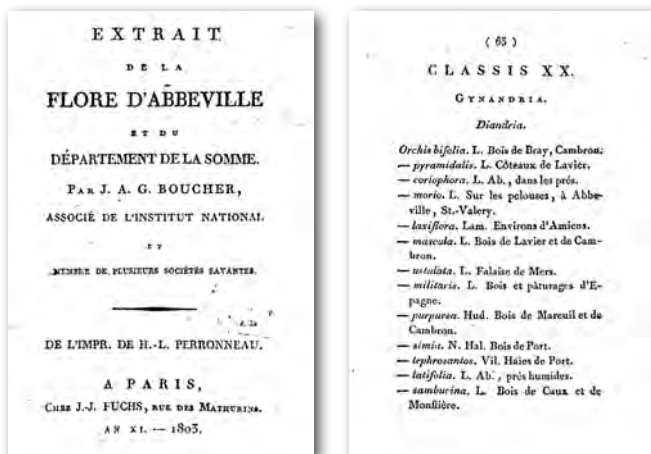 EXTRAIT
DE LA
FLORE D'ABBEVILLE
ET DU
DÉPARTEMENT DE LA SOMME.
PAR J. A. G. BOUCHER,
ASSOCIÉ DE L'INSTITUT NATIONAL
ET
MEMBRE DE PLUSIEURS SOCIÉTÉS SAVANTES.
DE L'IMPR. DE H.-L. PERRONNEAU.
A PARIS,
CHEZ J.-J. FUCHS, RUE DES MATHURINS.
AN XI. — 1803.
( 65 )
CLASSIS XX.
GYNANDRIA.
Diandria.
Orchis bifolia. L. Bois de Bray, Cambron.
— pyramidalis. L. Côteaux de Lavier.
— coriophora. L. Ab., dans les prés.
— morio. L. Sur les pelouses, à Abbe-
ville, St.-Valery.
— laxiflora. Lam. Environs d'Amiens.
— mascula. L. Bois de Lavier et de Cam-
bron.
— ustulata. L. Falaise de Mers.
— militaris. L. Bois et pâturages d'E-
pagne.
— purpurea. Hud. Bois de Mareuil et de
Cambron.
— simia. N. Hal. Bois de Port.
— tephrosantos. Vil. Haies de Port.
— latifolia. L. Ab., prés humides.
— samburina. L. Bois de Caux et de
Monflière.